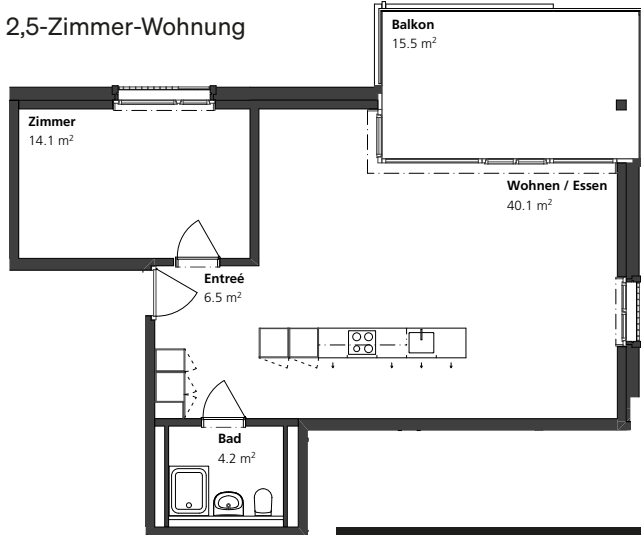 2,5-Zimmer-Wohnung
Balkon
15.5 m²
Zimmer
14.1 m²
Wohnen / Essen
40.1 m²
Entreé
6.5 m²
Bad
4.2 m²